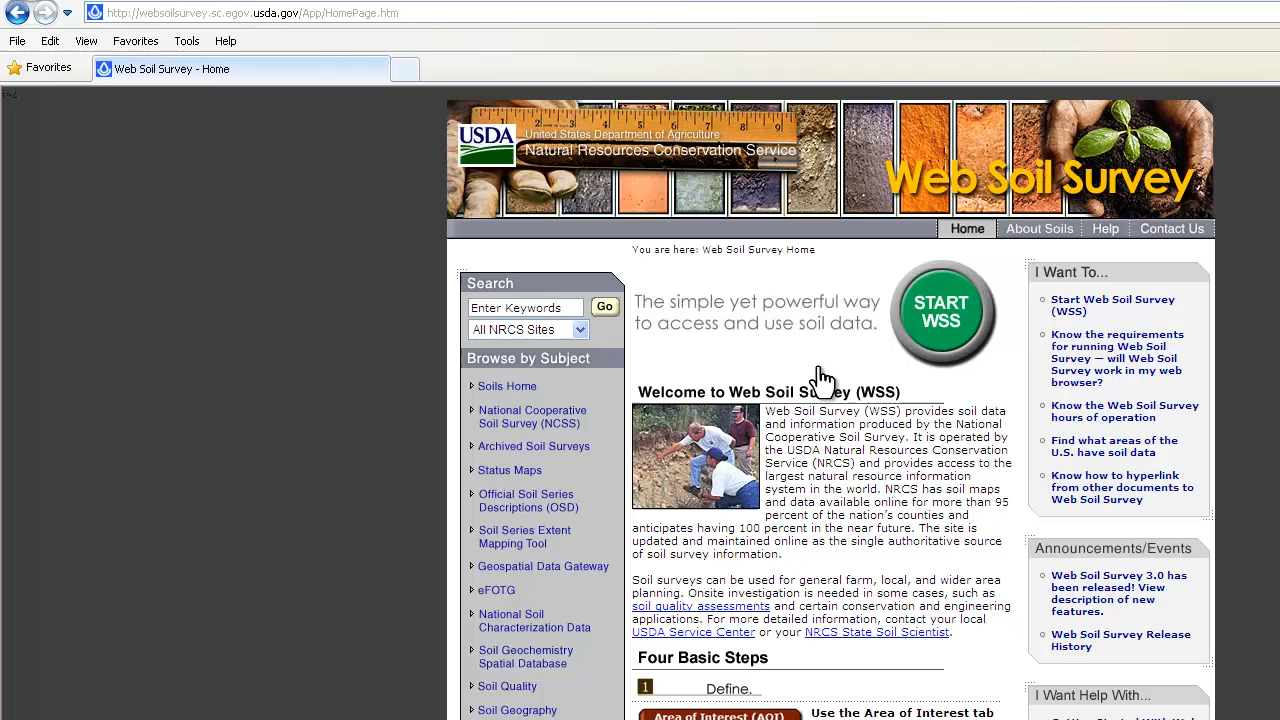 http://websoilsurvey.sc.egov.usda.gov/App/HomePage.htm
File Edit View Favorites Tools Help
Favorites
Web Soil Survey - Home
USDA
United States Department of Agriculture
Natural Resources Conservation Service
Web Soil Survey
Home About Soils Help Contact Us
You are here: Web Soil Survey Home
Search
Enter Keywords Go
All NRCS Sites
Browse by Subject
Soils Home
National Cooperative
Soil Survey (NCSS)
Archived Soil Surveys
Status Maps
Official Soil Series
Descriptions (OSD)
Soil Series Extent
Mapping Tool
Geospatial Data Gateway
eFOTG
National Soil
Characterization Data
Soil Geochemistry
Spatial Database
Soil Quality
Soil Geography
The simple yet powerful way
to access and use soil data.
START
WSS
Welcome to Web Soil Survey (WSS)
Web Soil Survey (WSS) provides soil data
and information produced by the National
Cooperative Soil Survey. It is operated by
the USDA Natural Resources Conservation
Service (NRCS) and provides access to the
largest natural resource information
system in the world. NRCS has soil maps
and data available online for more than 95
percent of the nation's counties and
anticipates having 100 percent in the near future. The site is
updated and maintained online as the single authoritative source
of soil survey information.
Soil surveys can be used for general farm, local, and wider area
planning. Onsite investigation is needed in some cases, such as
soil quality assessments and certain conservation and engineering
applications. For more detailed information, contact your local
USDA Service Center or your NRCS State Soil Scientist.
Four Basic Steps
1 Define.
Area of Interest (AOI)
Use the Area of Interest tab
I Want To...
Start Web Soil Survey
(WSS)
Know the requirements
for running Web Soil
Survey — will Web Soil
Survey work in my web
browser?
Know the Web Soil Survey
hours of operation
Find what areas of the
U.S. have soil data
Know how to hyperlink
from other documents to
Web Soil Survey
Announcements/Events
Web Soil Survey 3.0 has
been released! View
description of new
features.
Web Soil Survey Release
History
I Want Help With...